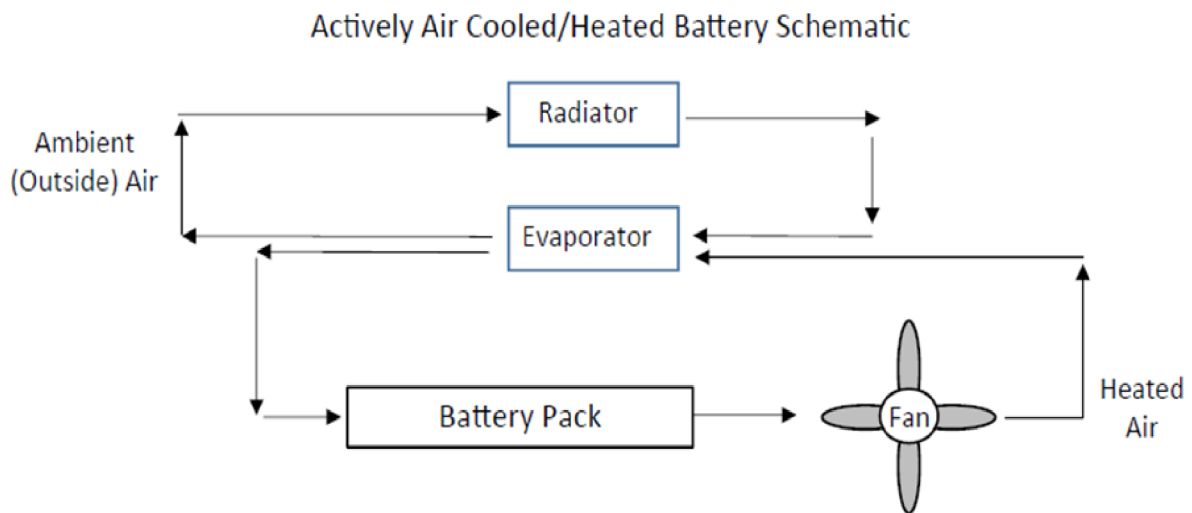 Actively Air Cooled/Heated Battery Schematic
Radiator
Ambient
(Outside) Air
Evaporator
Battery Pack
Fan
Heated
Air